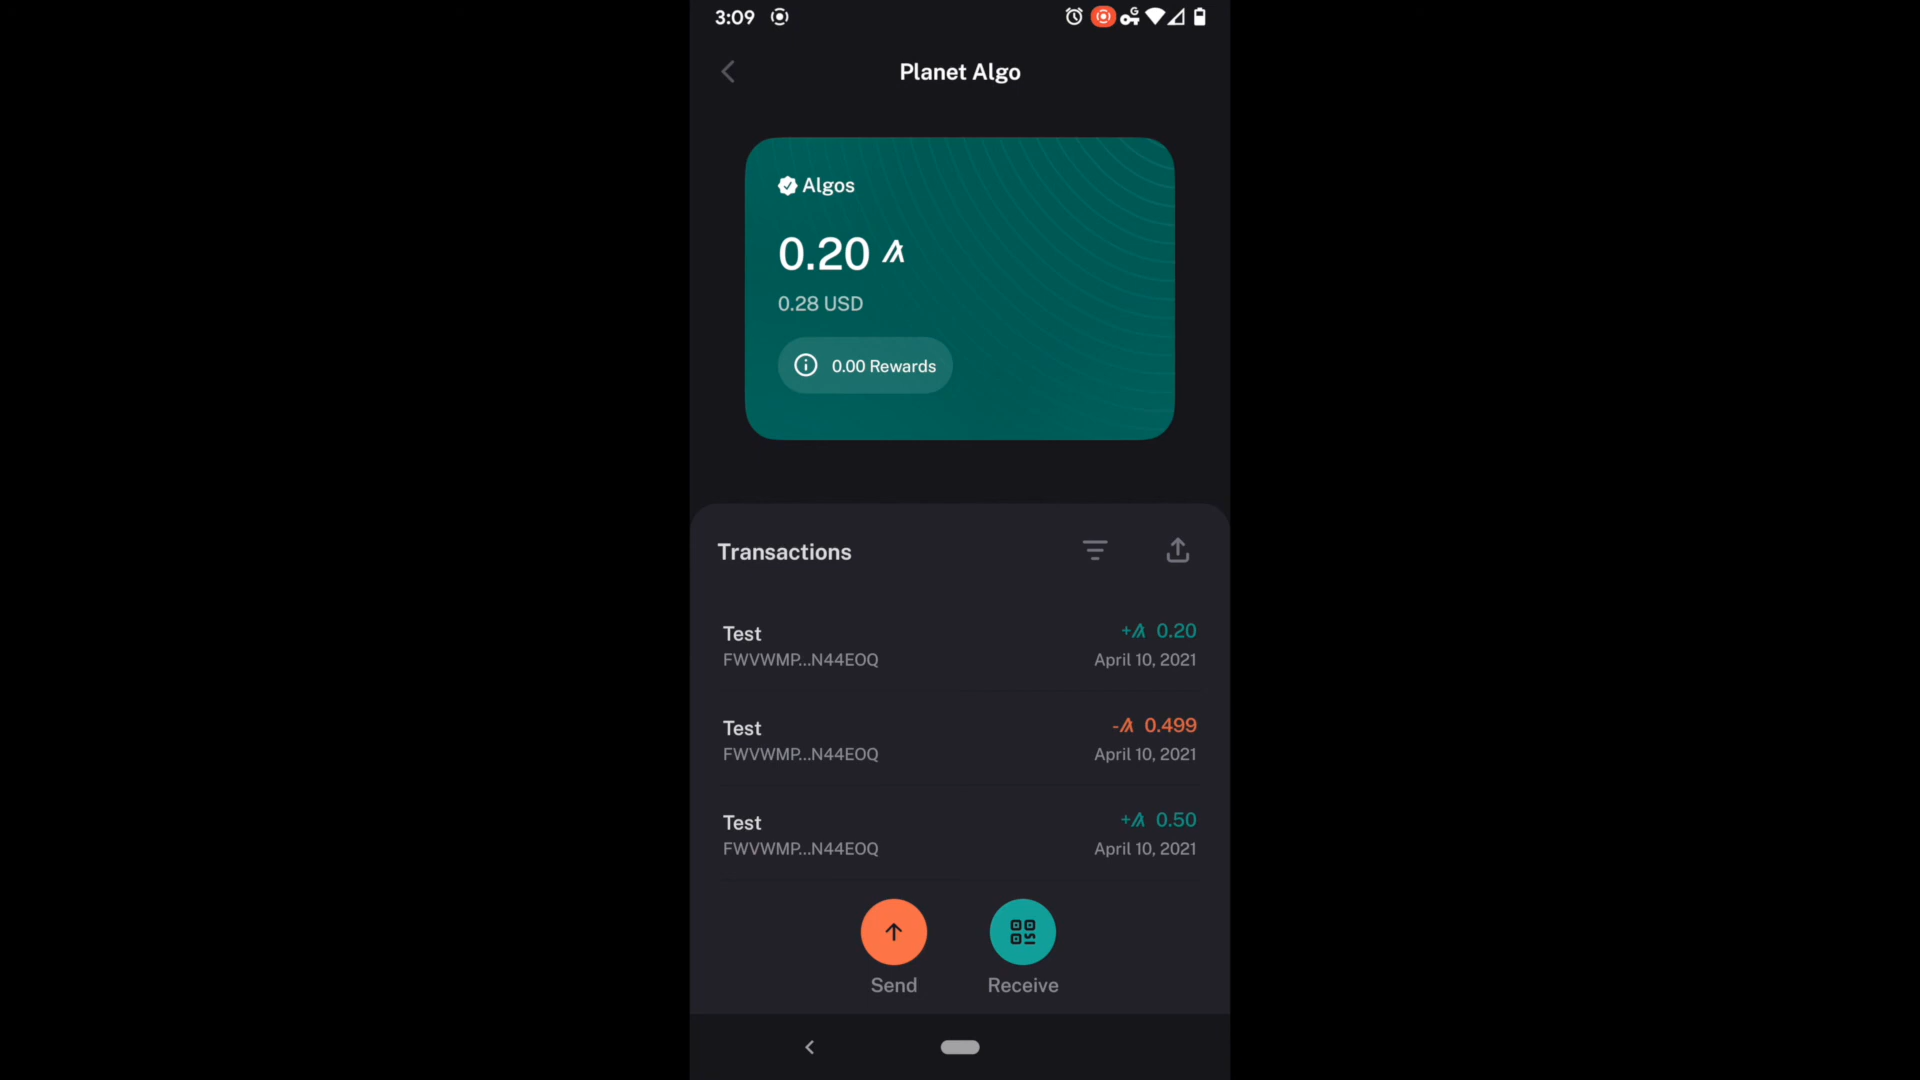 3:09
Planet Algo
Algos
0.20
0.28 USD
0.00 Rewards
Transactions
Test +0.20
FWVWMP...N44EOQ April 10, 2021
Test -0.499
FWVWMP...N44EOQ April 10, 2021
Test +0.50
FWVWMP...N44EOQ April 10, 2021
Send Receive